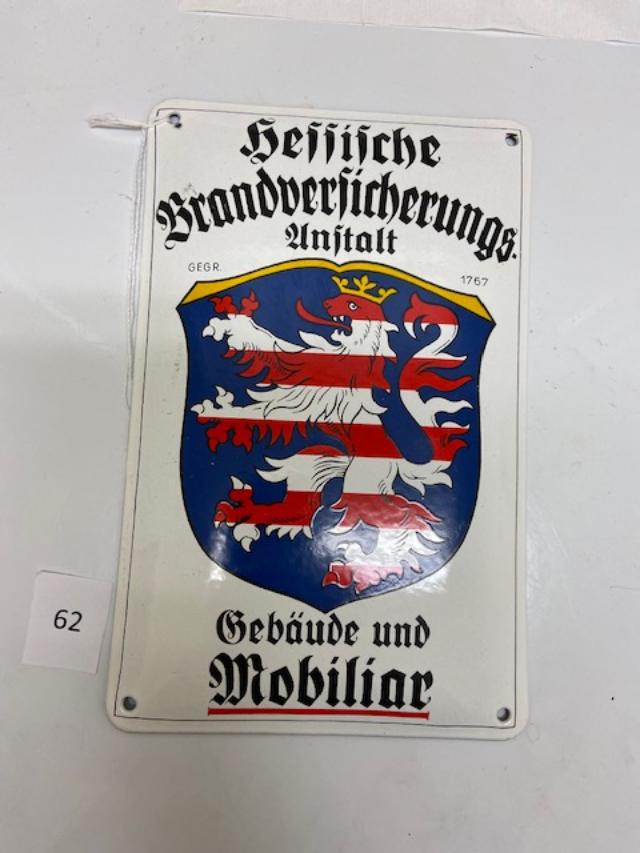 Hessische
Brandversicherungs-
Anstalt
GEGR. 1767
Gebäude und
Mobiliar
62